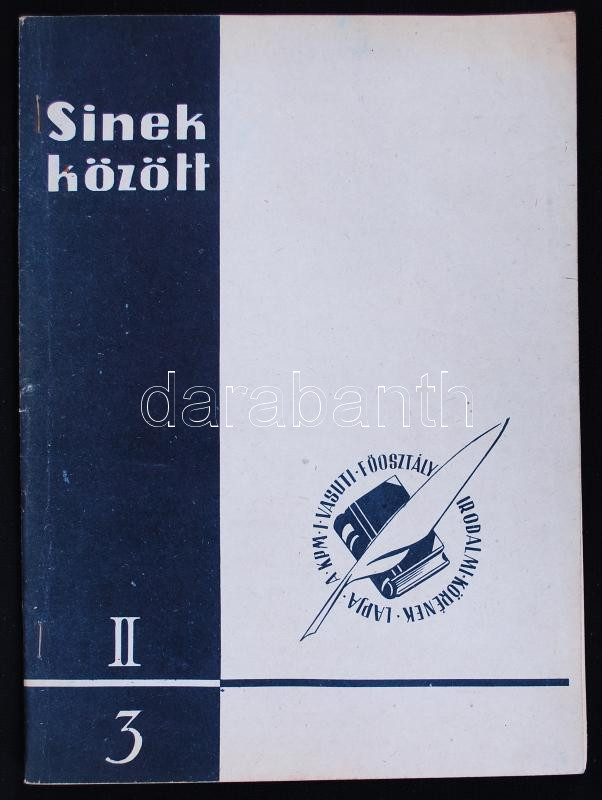 Sinek
között
darabanth
A·KPM·I·VASUTI·FŐOSZTÁLY
IRODALMI·KÖRÉNEK·LAPJA·
II
3